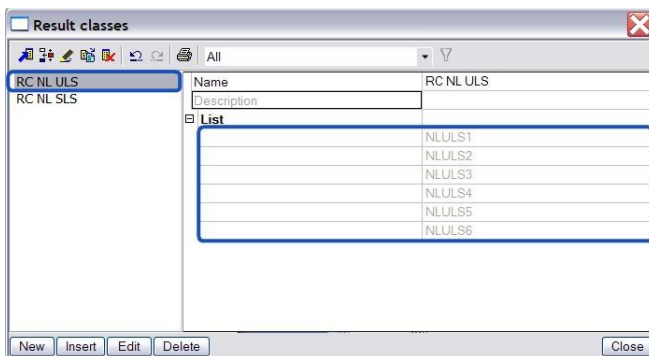 Result classes
All
RC NL ULS
RC NL SLS
Name RC NL ULS
Description
List
NLULS1
NLULS2
NLULS3
NLULS4
NLULS5
NLULS6
New Insert Edit Delete Close